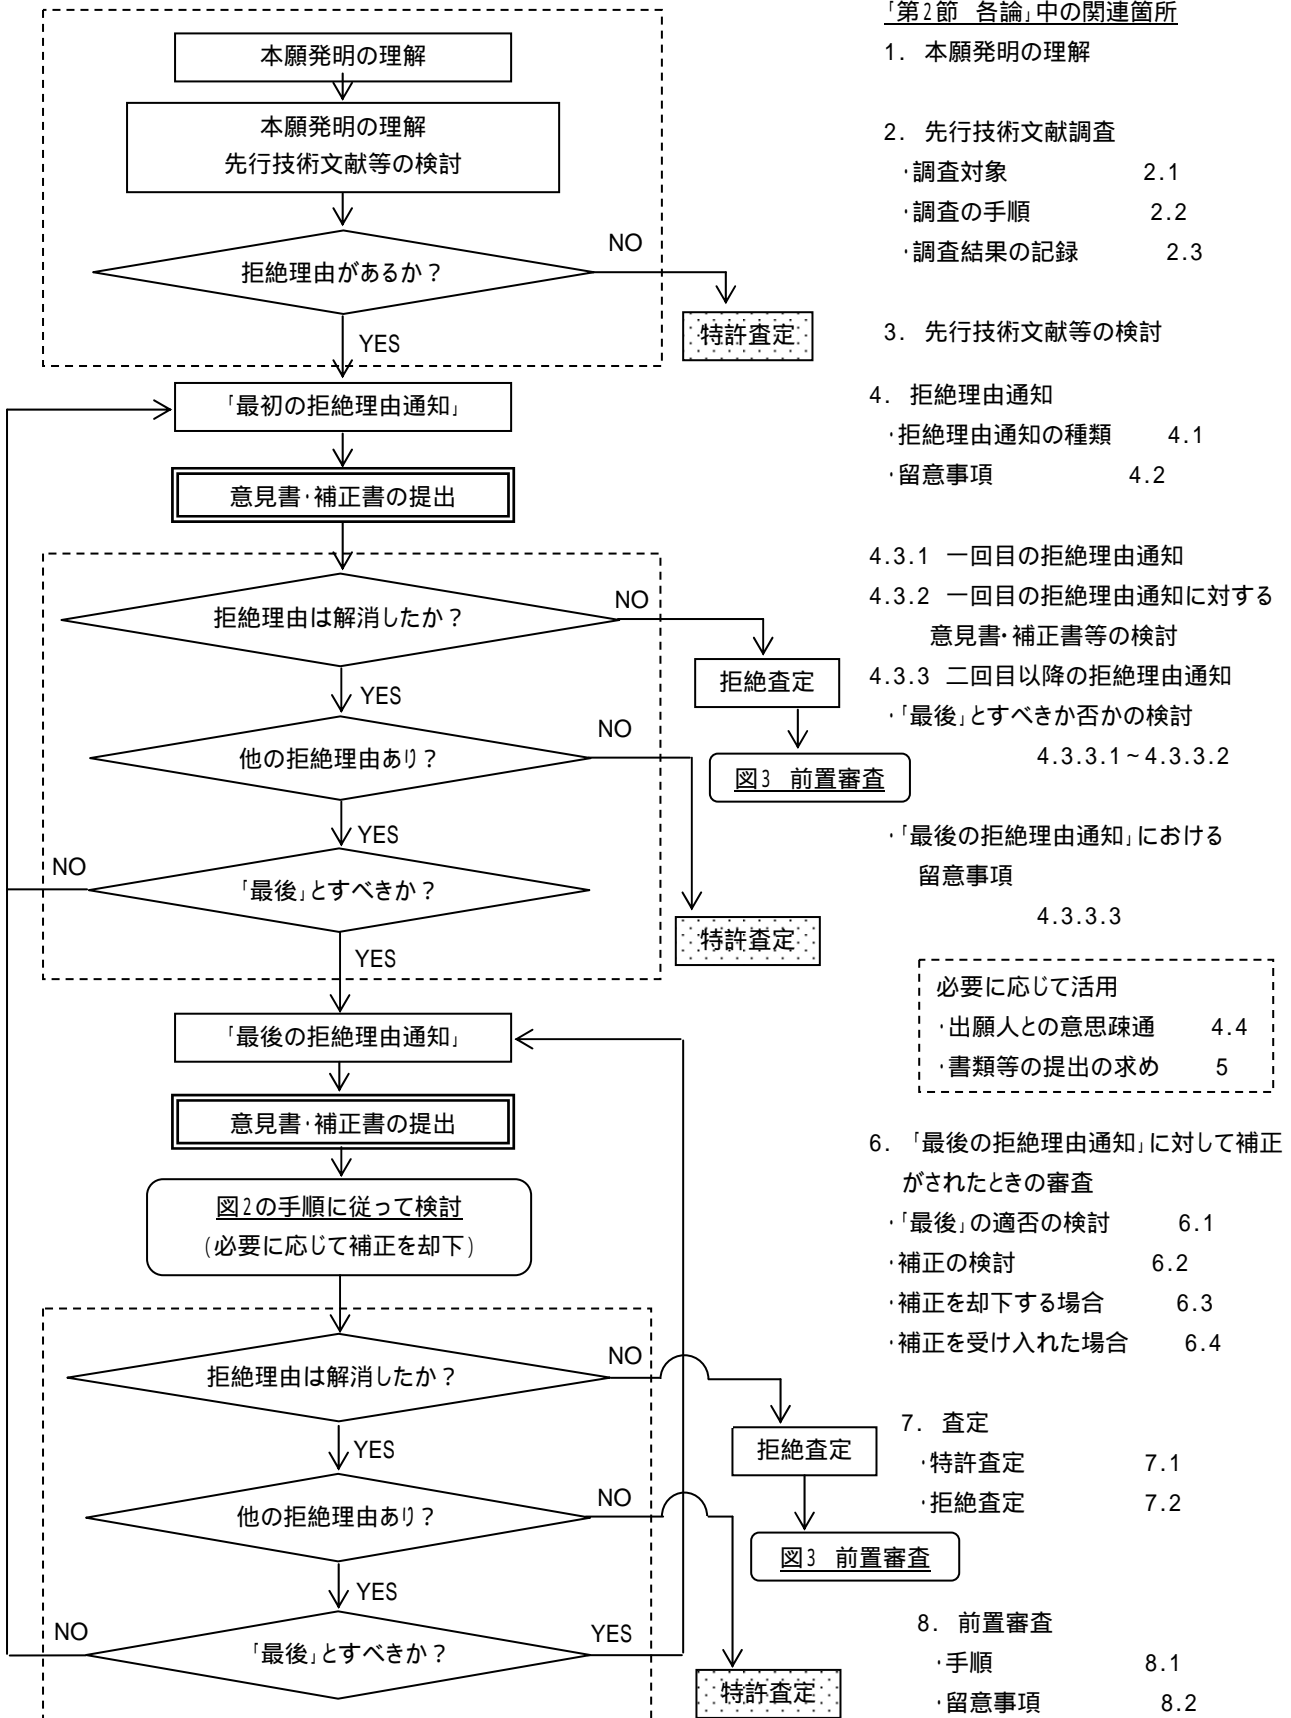 本願発明の理解
本願発明の理解
先行技術文献等の検討
拒絶理由があるか？
NO
特許査定
YES
「最初の拒絶理由通知」
意見書・補正書の提出
拒絶理由は解消したか？
NO
拒絶査定
図3　前置審査
YES
他の拒絶理由あり？
NO
特許査定
YES
「最後」とすべきか？
NO
YES
「最後の拒絶理由通知」
意見書・補正書の提出
図2の手順に従って検討
(必要に応じて補正を却下)
拒絶理由は解消したか？
NO
拒絶査定
図3　前置審査
YES
他の拒絶理由あり？
NO
特許査定
YES
「最後」とすべきか？
NO
YES
「第2節　各論」中の関連箇所
1. 本願発明の理解
2. 先行技術文献調査
・調査対象 2.1
・調査の手順 2.2
・調査結果の記録 2.3
3. 先行技術文献等の検討
4. 拒絶理由通知
・拒絶理由通知の種類 4.1
・留意事項 4.2
4.3.1 一回目の拒絶理由通知
4.3.2 一回目の拒絶理由通知に対する
意見書・補正書等の検討
4.3.3 二回目以降の拒絶理由通知
・「最後」とすべきか否かの検討
4.3.3.1～4.3.3.2
・「最後の拒絶理由通知」における
留意事項
4.3.3.3
必要に応じて活用
・出願人との意思疎通 4.4
・書類等の提出の求め 5
6. 「最後の拒絶理由通知」に対して補正
がされたときの審査
・「最後」の適否の検討 6.1
・補正の検討 6.2
・補正を却下する場合 6.3
・補正を受け入れた場合 6.4
7. 査定
・特許査定 7.1
・拒絶査定 7.2
8. 前置審査
・手順 8.1
・留意事項 8.2